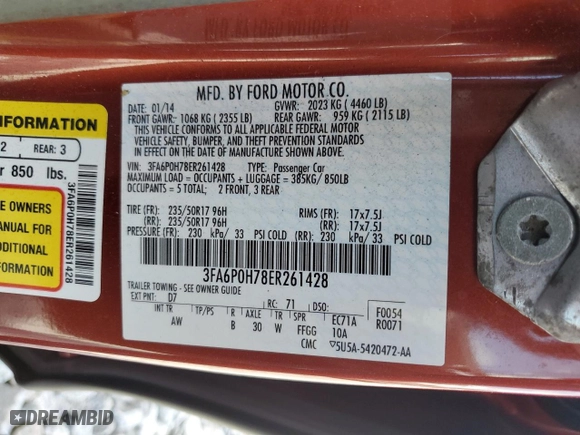 MFD. BY FORD MOTOR CO.
DATE: 01/14 GVWR: 2023 KG ( 4460 LB)
FRONT GAWR: 1068 KG ( 2355 LB) REAR GAWR: 959 KG ( 2115 LB)
THIS VEHICLE CONFORMS TO ALL APPLICABLE FEDERAL MOTOR
VEHICLE SAFETY, BUMPER, AND THEFT PREVENTION STANDARDS
IN EFFECT ON THE DATE OF MANUFACTURE SHOWN ABOVE.
VIN: 3FA6P0H78ER261428 TYPE: Passenger Car
MAXIMUM LOAD = OCCUPANTS + LUGGAGE = 385KG/ 850LB
OCCUPANTS = 5 TOTAL; 2 FRONT, 3 REAR
TIRE (FR): 235/50R17 96H RIMS (FR): 17x7.5J
(RR): 235/50R17 96H (RR): 17x7.5J
PRESSURE (FR): 230 kPa/ 33 PSI COLD (RR): 230 kPa/ 33 PSI COLD
3FA6P0H78ER261428
TRAILER TOWING - SEE OWNER GUIDE
EXT PNT: D7 RC: 71 DSO: F0054
INT TR TP/PS R AXLE TR SPR EC71A R0071
AW B 30 W FFGG 10A
CMC 5U5A-5420472-AA
INFORMATION
2 REAR: 3
r 850 lbs.
3FA6P0H78ER261428
E OWNERS
ANUAL FOR
DDITIONAL
ORMATION
DREAMBID